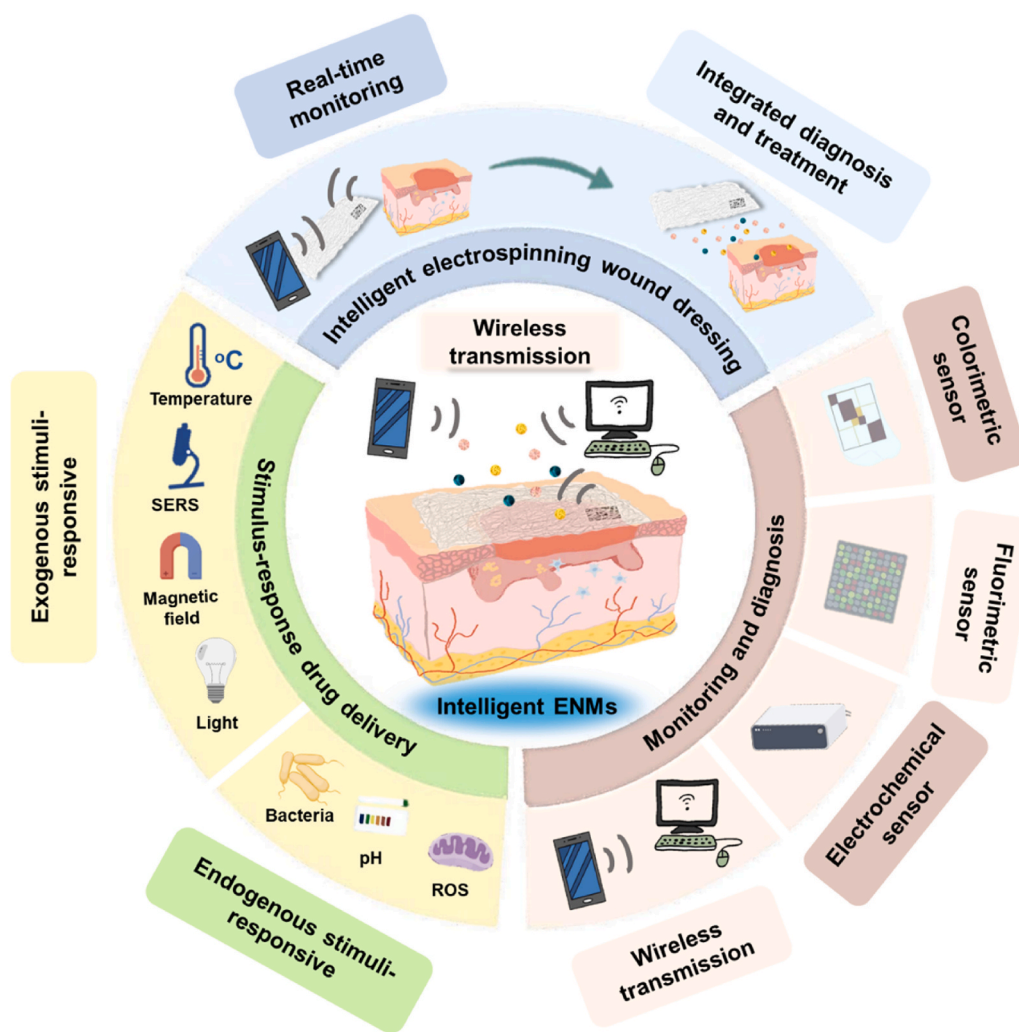 Real-time
monitoring
Integrated diagnosis
and treatment
Intelligent electrospinning wound dressing
Wireless
transmission
Colorimetric
sensor
Exogenous stimuli-
responsive
°C
Temperature
SERS
Magnetic
field
Light
Stimulus-response drug delivery
Fluorimetric
sensor
Monitoring and diagnosis
Intelligent ENMs
Electrochemical
sensor
Bacteria
pH
ROS
Endogenous stimuli-
responsive
Wireless
transmission